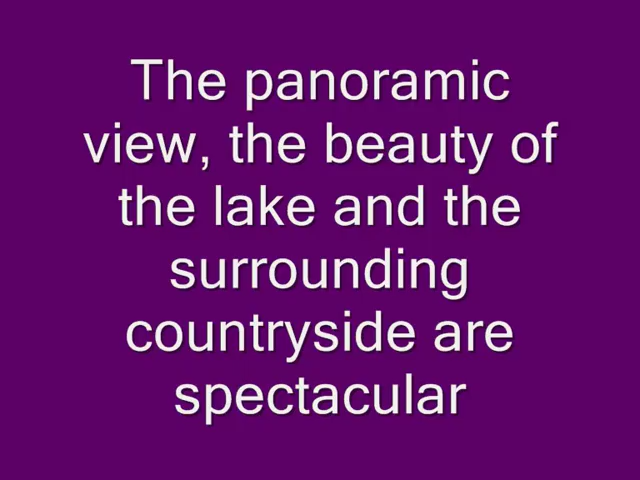 The panoramic
view, the beauty of
the lake and the
surrounding
countryside are
spectacular